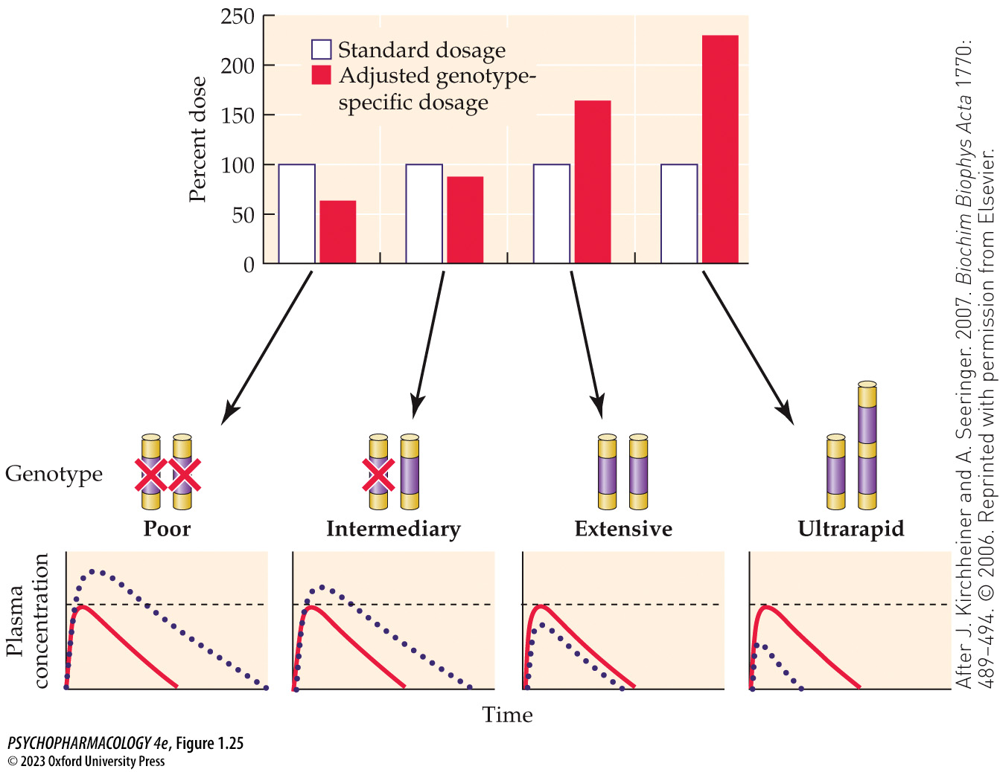 250
200
150
100
50
0
Percent dose
Standard dosage
Adjusted genotype-
specific dosage
Genotype
Poor
Intermediary
Extensive
Ultrarapid
Plasma
concentration
Time
After J. Kirchheiner and A. Seeringer. 2007. Biochim Biophys Acta 1770:
489–494. © 2006. Reprinted with permission from Elsevier.
PSYCHOPHARMACOLOGY 4e, Figure 1.25
© 2023 Oxford University Press